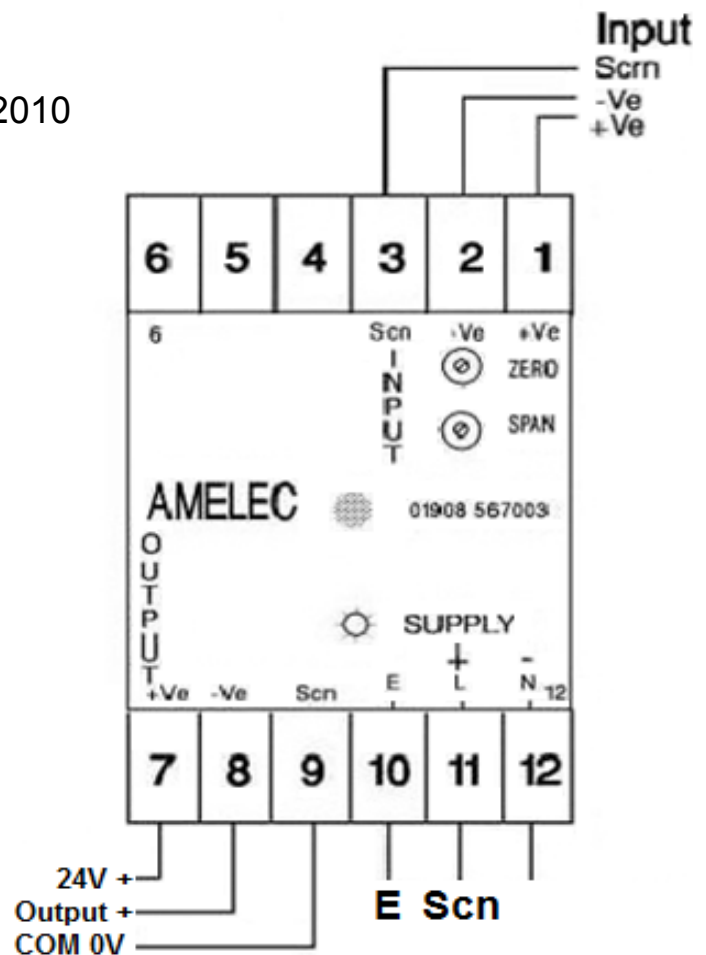 Input
Scrn
-Ve
+Ve
2010
6 5 4 3 2 1
6 Scn -Ve +Ve
INPUT
ZERO
SPAN
AMELEC 01908 567003
OUTPUT
SUPPLY
+ -
+Ve -Ve Scn E L N 12
7 8 9 10 11 12
24V +
Output +
COM 0V
E Scn